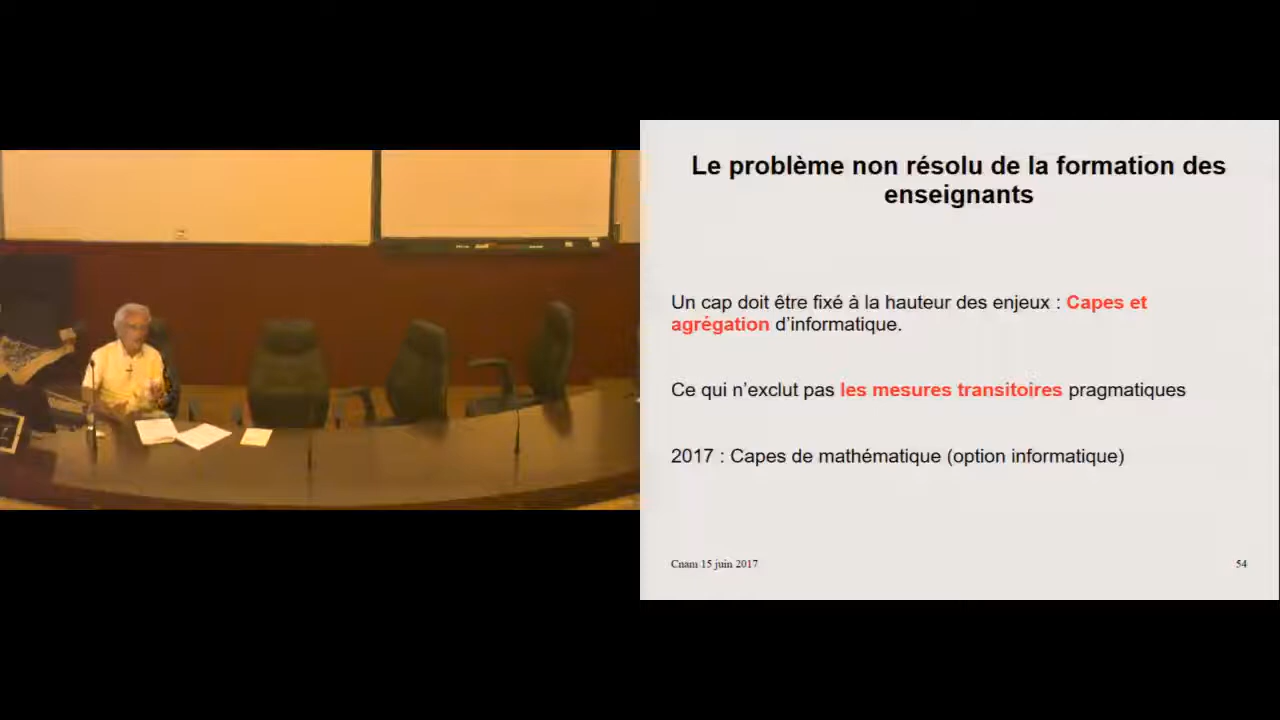 Le problème non résolu de la formation des
enseignants
Un cap doit être fixé à la hauteur des enjeux : Capes et
agrégation d’informatique.
Ce qui n’exclut pas les mesures transitoires pragmatiques
2017 : Capes de mathématique (option informatique)
Cnam 15 juin 2017
54